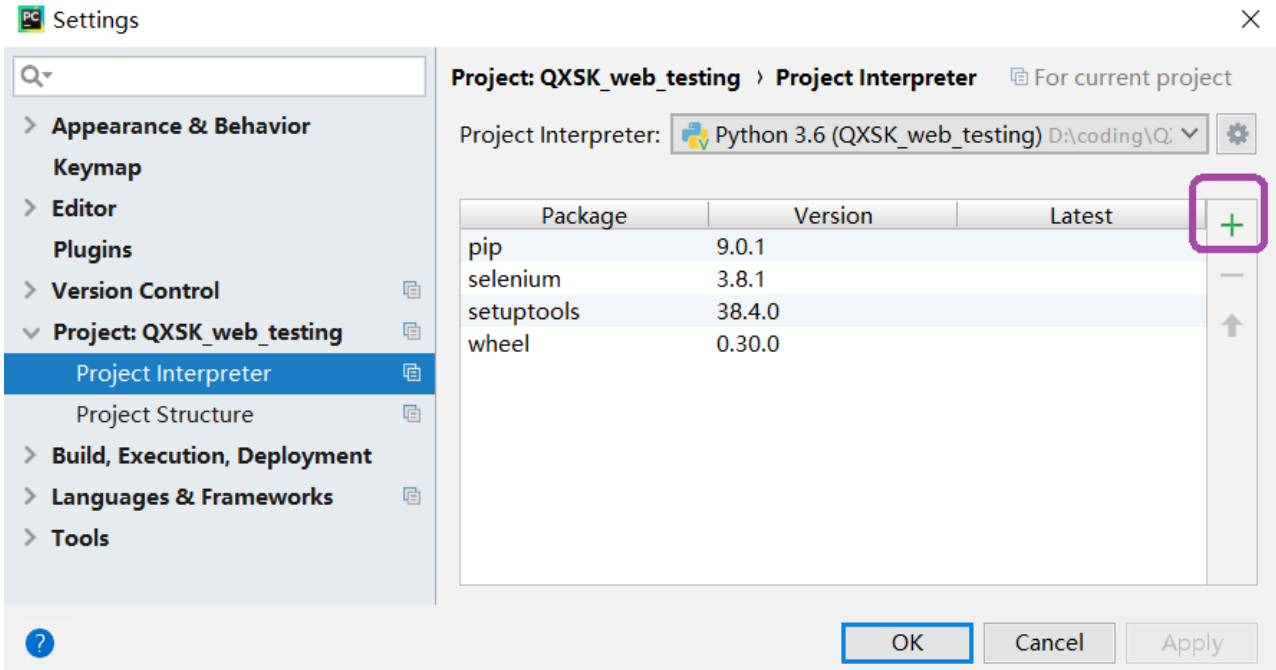 PC Settings
Project: QXSK_web_testing › Project Interpreter For current project
Appearance & Behavior
Project Interpreter: Python 3.6 (QXSK_web_testing) D:\coding\Q
Keymap
Editor
Package Version Latest
Plugins
pip 9.0.1
selenium 3.8.1
Version Control
setuptools 38.4.0
Project: QXSK_web_testing
wheel 0.30.0
Project Interpreter
Project Structure
Build, Execution, Deployment
Languages & Frameworks
Tools
? OK Cancel Apply